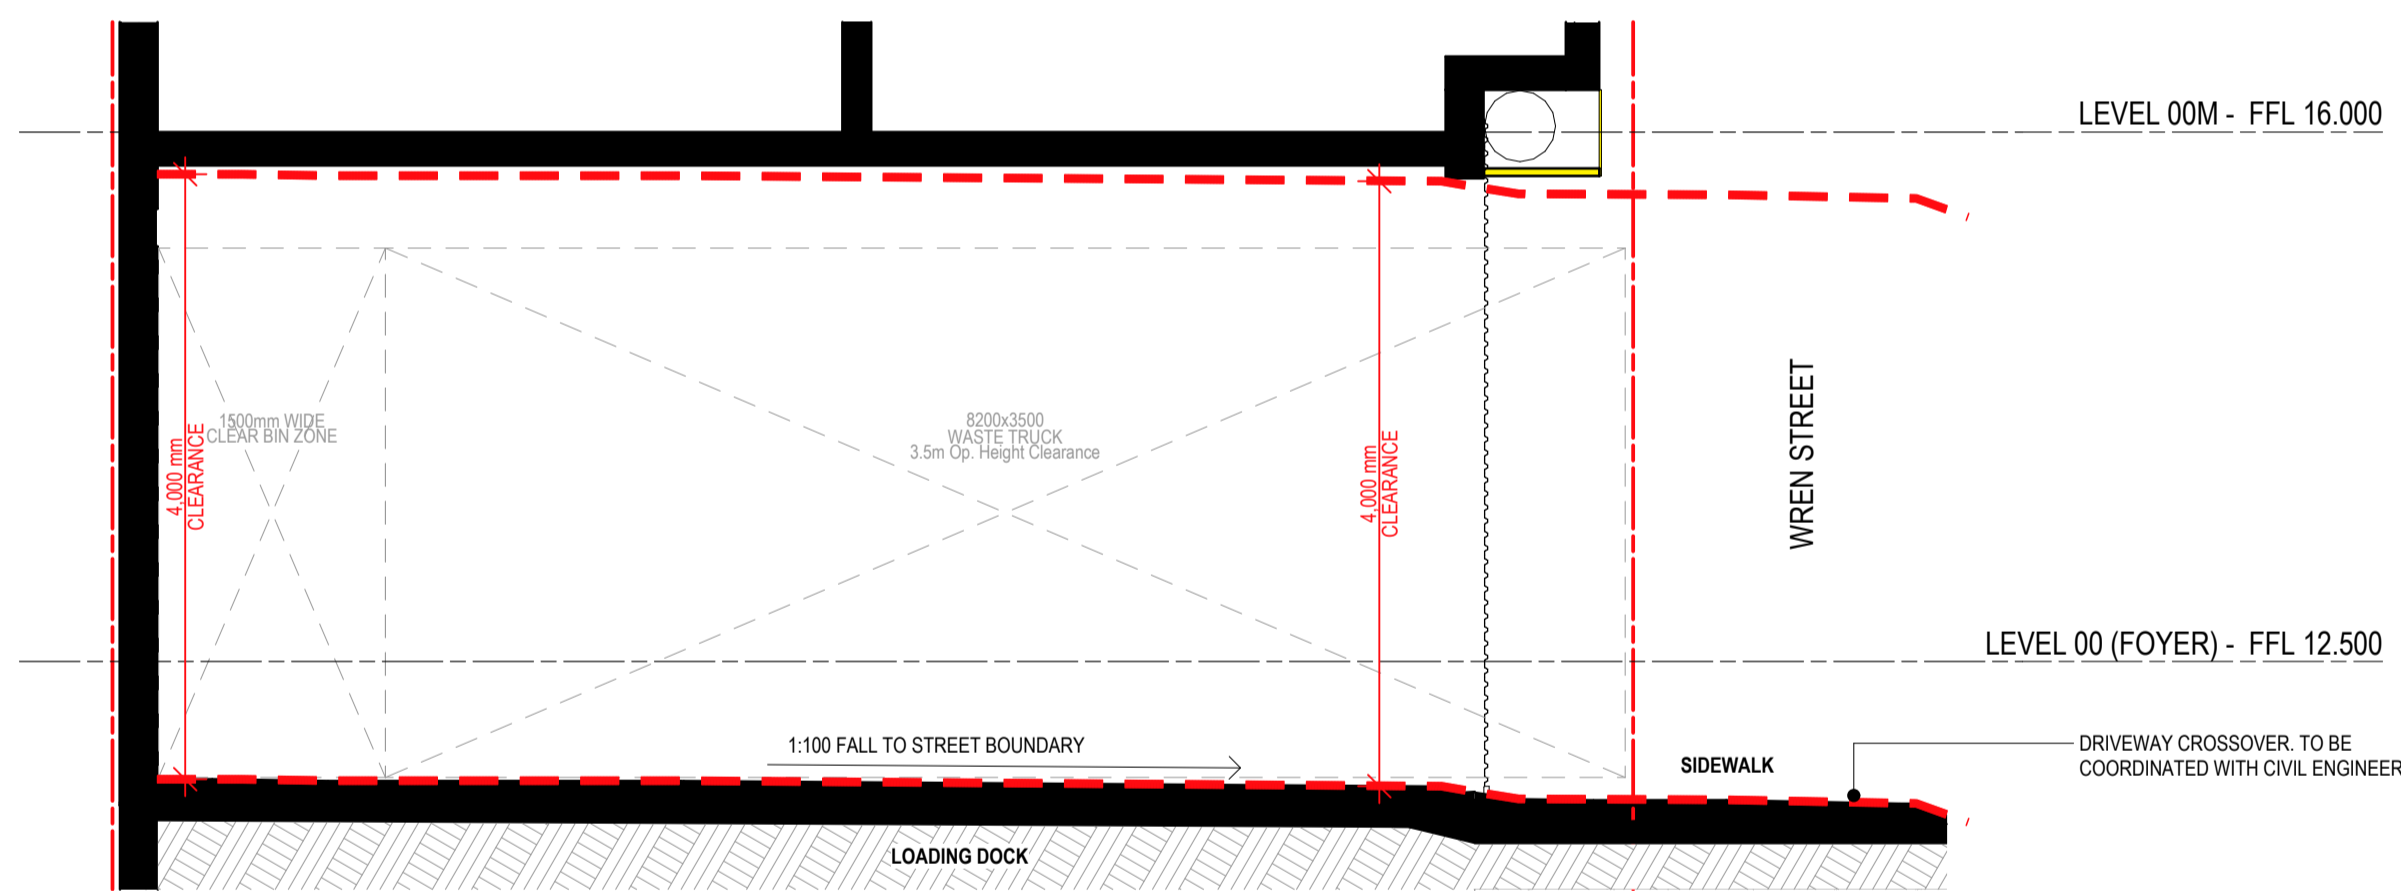 LEVEL 00M - FFL 16.000
1500mm WIDE
CLEAR BIN ZONE
4,000 mm
CLEARANCE
8200x3500
WASTE TRUCK
3.5m Op. Height Clearance
4,000 mm
CLEARANCE
WREN STREET
LEVEL 00 (FOYER) - FFL 12.500
1:100 FALL TO STREET BOUNDARY
SIDEWALK
DRIVEWAY CROSSOVER. TO BE
COORDINATED WITH CIVIL ENGINEER
LOADING DOCK